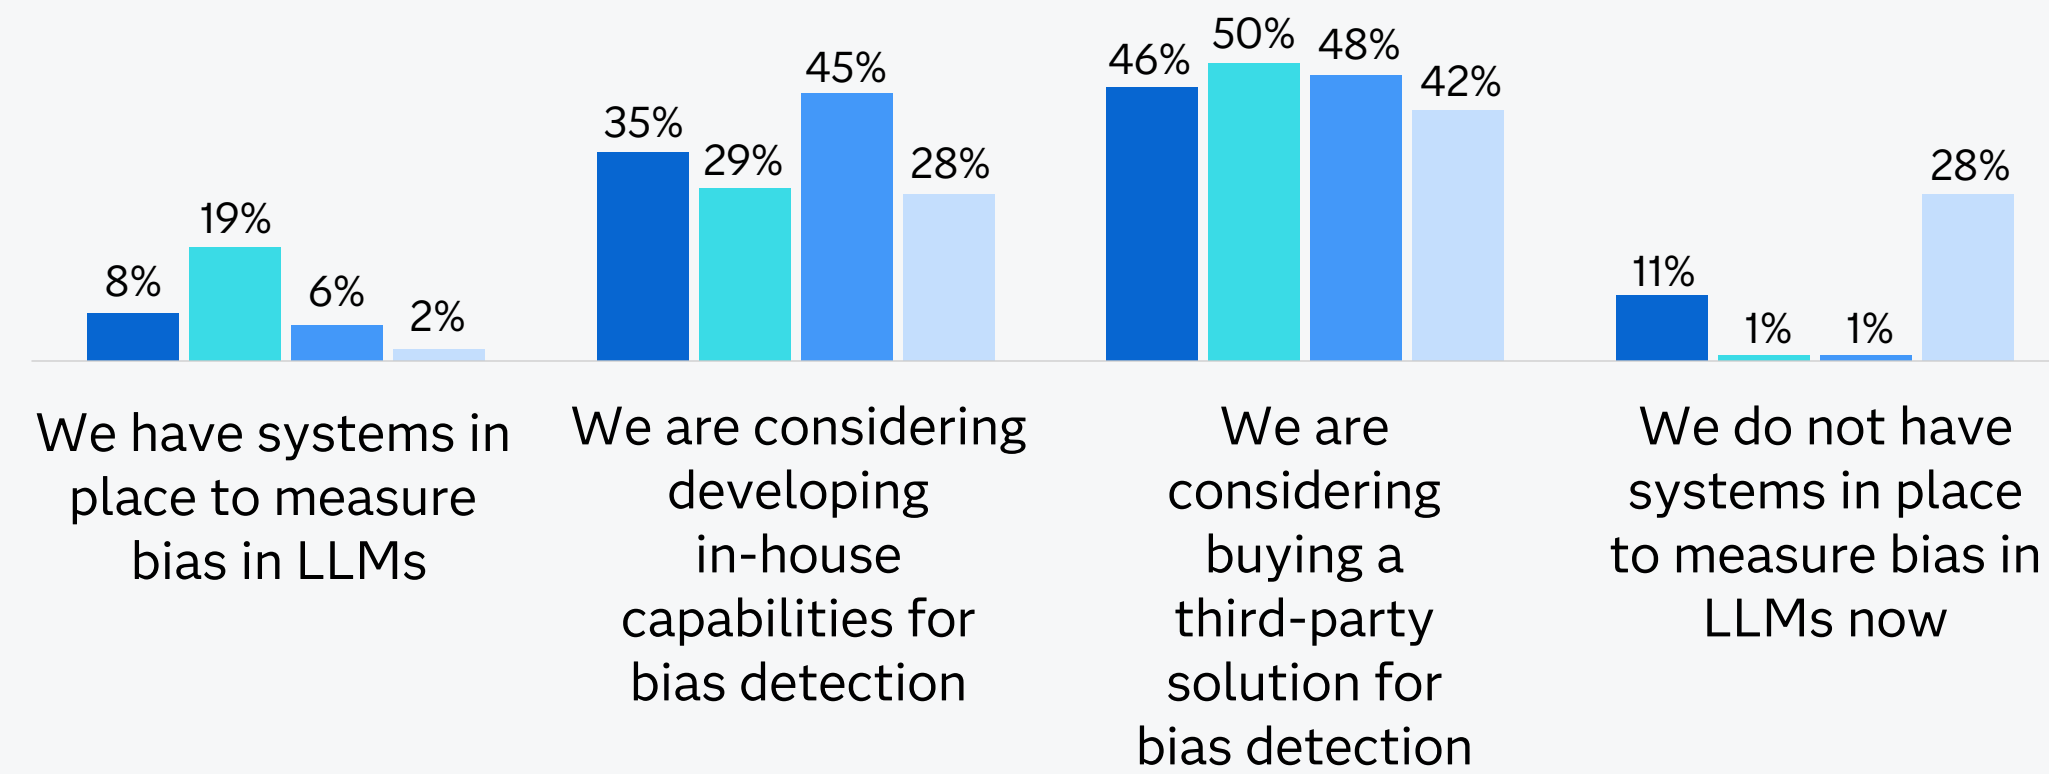 8%
19%
6%
2%
35%
29%
45%
28%
46%
50%
48%
42%
11%
1%
1%
28%
We have systems in
place to measure
bias in LLMs
We are considering
developing
in-house
capabilities for
bias detection
We are
considering
buying a
third-party
solution for
bias detection
We do not have
systems in place
to measure bias in
LLMs now